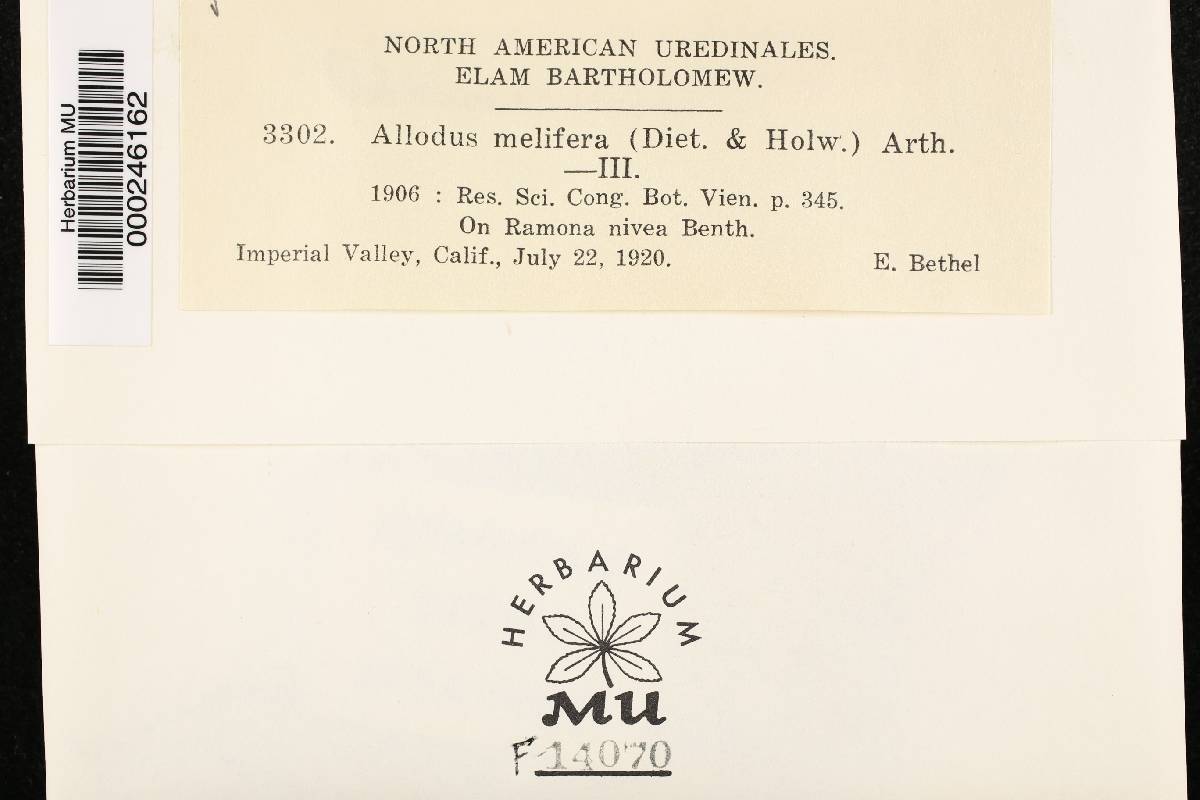 NORTH AMERICAN UREDINALES.
ELAM BARTHOLOMEW.
3302. Allodus melifera (Diet. & Holw.) Arth.
—III.
1906 : Res. Sci. Cong. Bot. Vien. p. 345.
On Ramona nivea Benth.
Imperial Valley, Calif., July 22, 1920. E. Bethel
Herbarium MU
0000246162
HERBARIUM
MU
F 14070